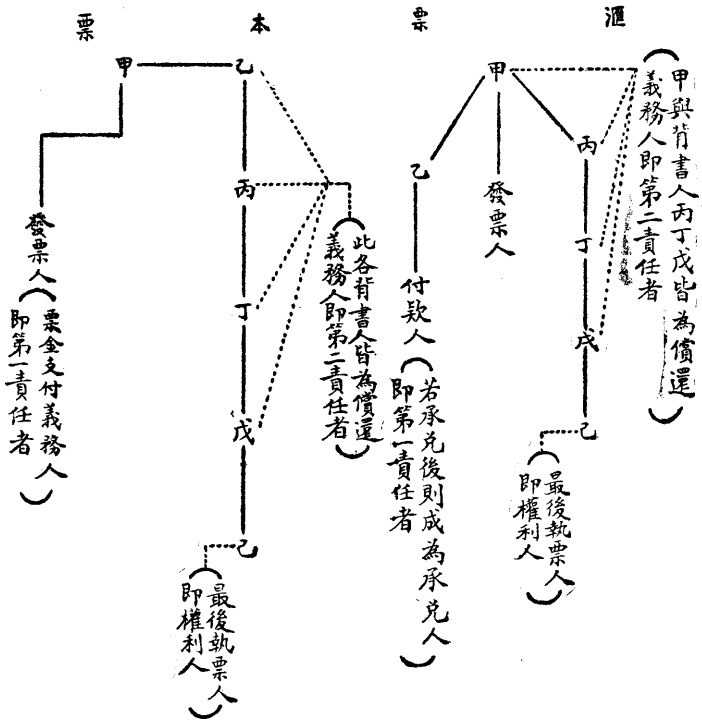 滙票
甲
（甲與背書人丙丁戊皆為償還
義務人即第二責任者）
丙
丁
戊
己
（最後執票人
即權利人）
發票人
乙
付款人
（若承兌後則成為承兌人
即第一責任者）
本票
乙
丙
（此各背書人皆為償還
義務人即第二責任者）
丁
戊
己
（最後執票人
即權利人）
甲
發票人
（票金支付義務人
即第一責任者）